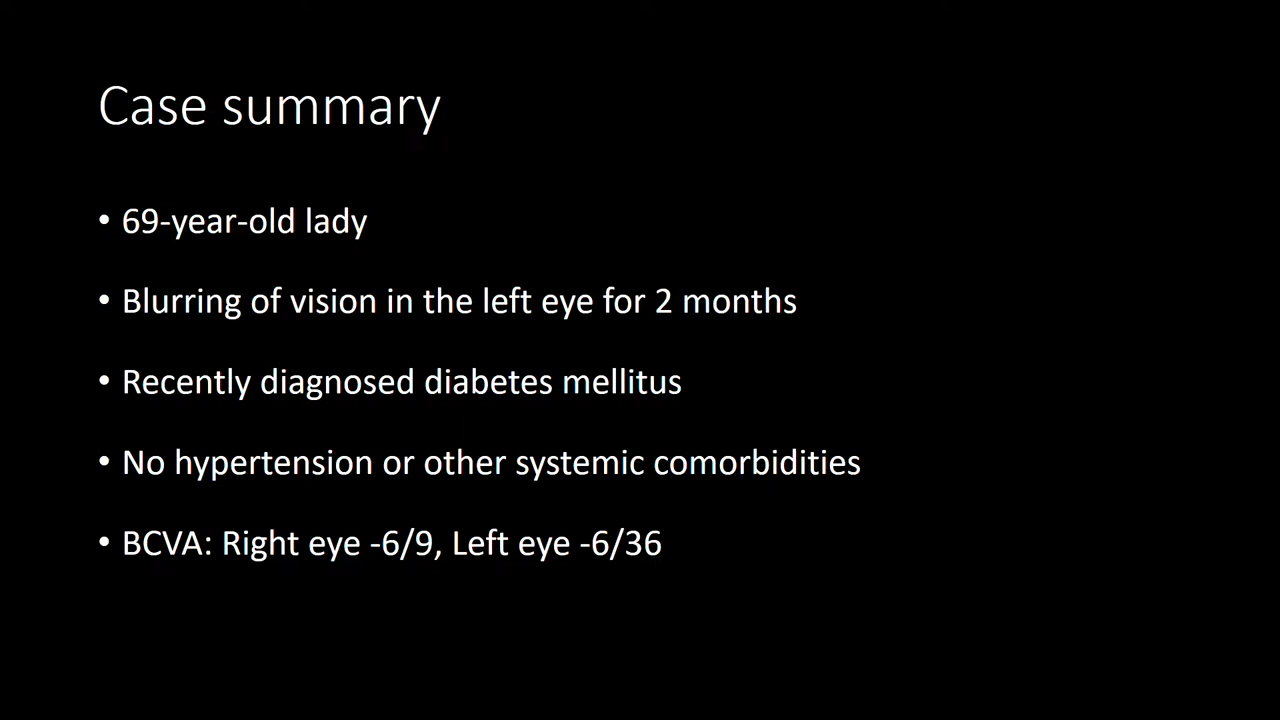 Case summary
• 69-year-old lady
• Blurring of vision in the left eye for 2 months
• Recently diagnosed diabetes mellitus
• No hypertension or other systemic comorbidities
• BCVA: Right eye -6/9, Left eye -6/36